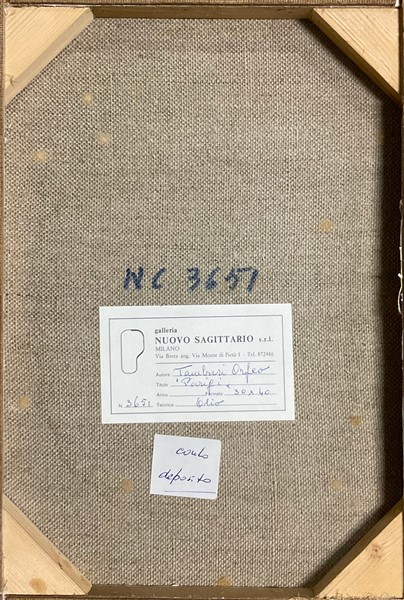 NC 3651
galleria
NUOVO SAGITTARIO s.r.l.
MILANO
Via Brera ang. Via Monte di Pietà 1 - Tel. 872466
Autore Tamburi Orfeo
Titolo "Parigi"
Anno Formato 30x40
N. 3651 Tecnica Olio
conto
deposito